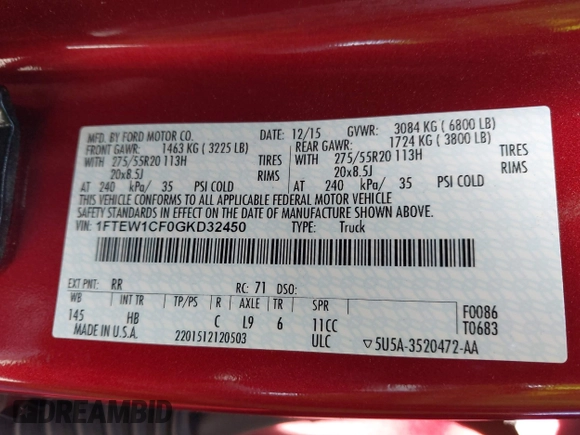 MFD. BY FORD MOTOR CO. DATE: 12/15 GVWR: 3084 KG ( 6800 LB)
FRONT GAWR: 1463 KG ( 3225 LB) REAR GAWR: 1724 KG ( 3800 LB)
WITH 275/55R20 113H TIRES WITH 275/55R20 113H TIRES
20x8.5J RIMS 20x8.5J RIMS
AT 240 kPa/ 35 PSI COLD AT 240 kPa/ 35 PSI COLD
THIS VEHICLE CONFORMS TO ALL APPLICABLE FEDERAL MOTOR VEHICLE
SAFETY STANDARDS IN EFFECT ON THE DATE OF MANUFACTURE SHOWN ABOVE.
VIN: 1FTEW1CF0GKD32450 TYPE: Truck
EXT PNT: RR RC: 71 DSO:
WB INT TR TP/PS R AXLE TR SPR F0086
145 HB C L9 6 11CC T0683
MADE IN U.S.A. 2201512120503 ULC ▽5U5A-3520472-AA
DREAMBID